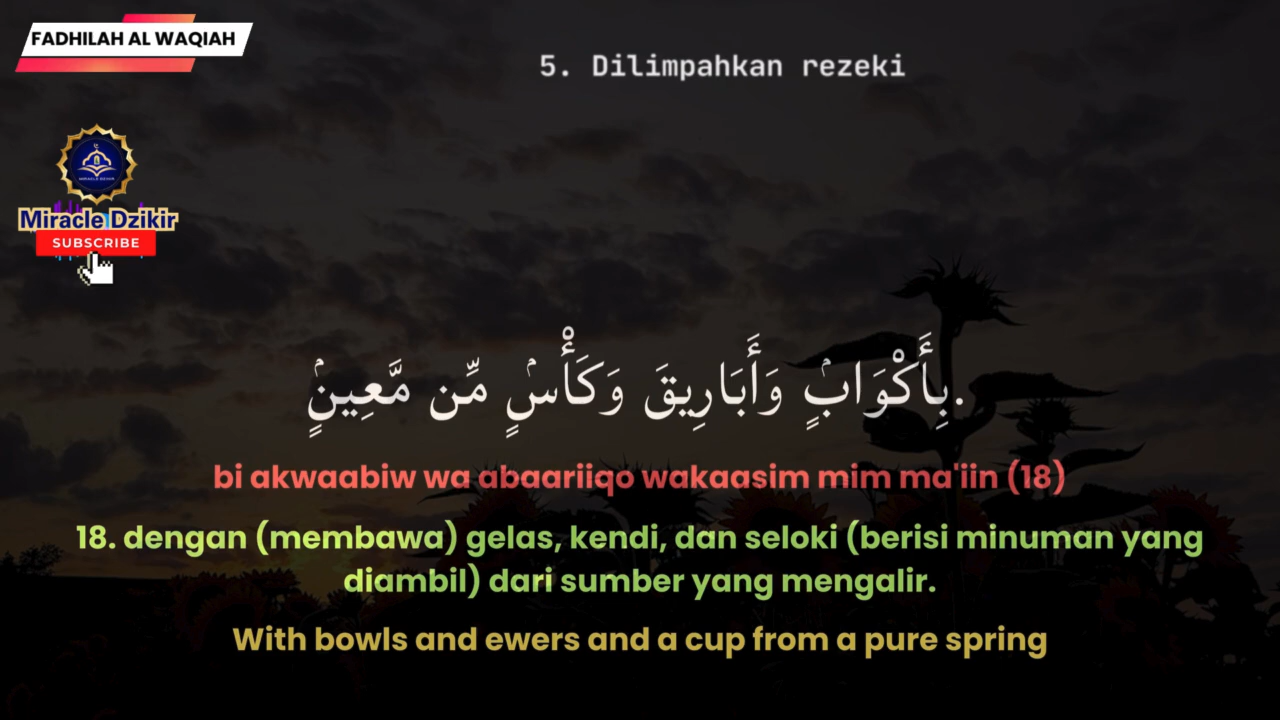 FADHILAH AL WAQIAH
5. Dilimpahkan rezeki
Miracle Dzikir
SUBSCRIBE
بِأَكْوَابٍۢ وَأَبَارِيقَ وَكَأْسٍۢ مِّن مَّعِينٍۢ.
bi akwaabiw wa abaariiqo wakaasim mim ma'iin (18)
18. dengan (membawa) gelas, kendi, dan seloki (berisi minuman yang
diambil) dari sumber yang mengalir.
With bowls and ewers and a cup from a pure spring